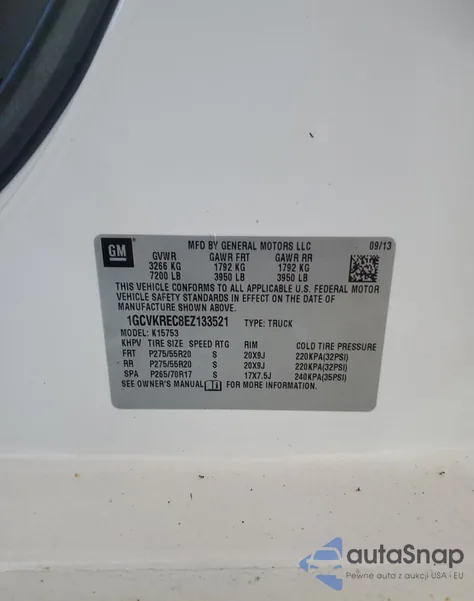 GM
MFD BY GENERAL MOTORS LLC 09/13
GVWR GAWR FRT GAWR RR
3266 KG 1792 KG 1792 KG
7200 LB 3950 LB 3950 LB
THIS VEHICLE CONFORMS TO ALL APPLICABLE U.S. FEDERAL MOTOR
VEHICLE SAFETY STANDARDS IN EFFECT ON THE DATE OF
MANUFACTURE SHOWN ABOVE.
1GCVKREC8EZ133521 TYPE: TRUCK
MODEL: K15753
KHPV TIRE SIZE SPEED RTG RIM COLD TIRE PRESSURE
FRT P275/55R20 S 20X9J 220KPA(32PSI)
RR P275/55R20 S 20X9J 220KPA(32PSI)
SPA P265/70R17 S 17X7.5J 240KPA(35PSI)
SEE OWNER'S MANUAL FOR MORE INFORMATION.
autoSnap
Pewne auta z aukcji USA i EU